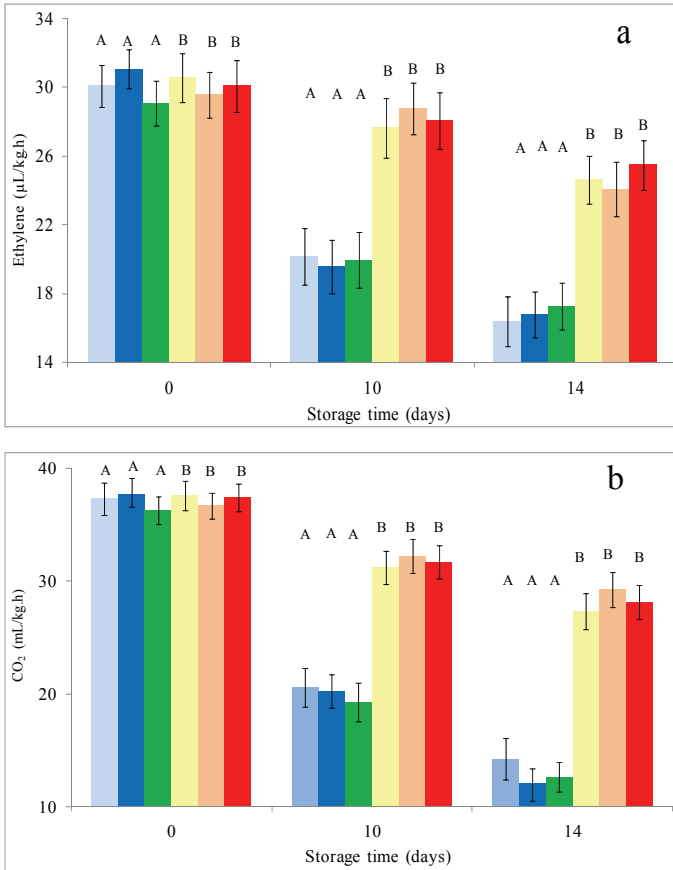 34
30
26
22
18
14
Ethylene (µL/kg.h)
a
A A A B B B
A A A B B B
A A A B B B
0 10 14
Storage time (days)
40
30
20
10
CO₂ (mL/kg.h)
b
A A A B B B
A A A B B B
A A A B B B
0 10 14
Storage time (days)